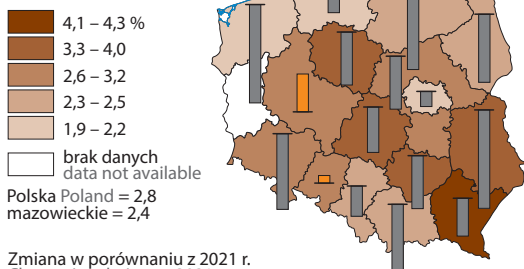 4,1 – 4,3 %
3,3 – 4,0
2,6 – 3,2
2,3 – 2,5
1,9 – 2,2
brak danych
data not available
Polska Poland = 2,8
mazowieckie = 2,4
Zmiana w porównaniu z 2021 r.